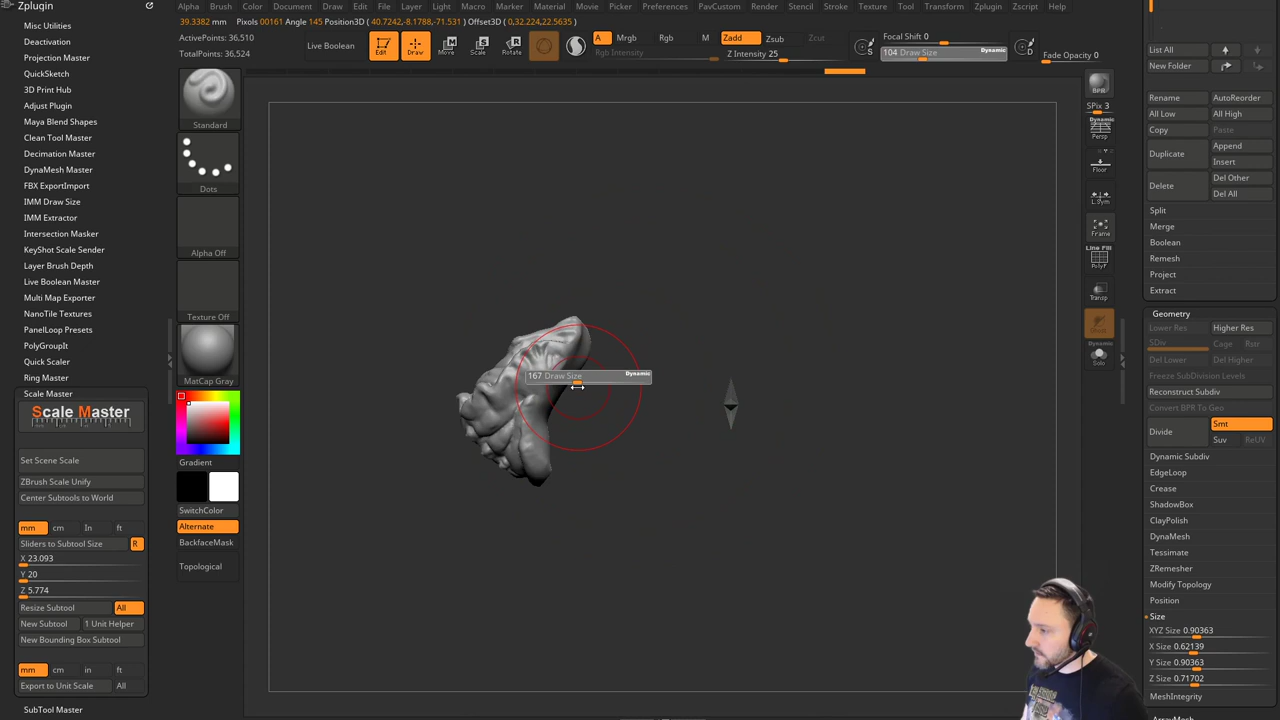 Zplugin
Alpha Brush Color Document Draw Edit File Layer Light Macro Marker Material Movie Picker Preferences PavCustom Render Stencil Stroke Texture Tool Transform Zplugin Zscript Help
39.3382 mm Pixols 00161 Angle 145 Position3D ( 40.7242,-8.1788,-71.531) Offset3D ( 0,32.224,22.5635)
ActivePoints: 36,510
TotalPoints: 36,524
Live Boolean
Edit
Draw
Move
Scale
Rotate
A
Mrgb
Rgb
M
Rgb Intensity
Zadd
Zsub
Zcut
Z Intensity 25
S
Focal Shift 0
104 Draw Size
Dynamic
D
Fade Opacity 0
Misc Utilities
Deactivation
Projection Master
QuickSketch
3D Print Hub
Adjust Plugin
Maya Blend Shapes
Clean Tool Master
Decimation Master
DynaMesh Master
FBX ExportImport
IMM Draw Size
IMM Extractor
Intersection Masker
KeyShot Scale Sender
Layer Brush Depth
Live Boolean Master
Multi Map Exporter
NanoTile Textures
PanelLoop Presets
PolyGroupIt
Quick Scaler
Ring Master
Scale Master
Scale Master
Set Scene Scale
ZBrush Scale Unify
Center Subtools to World
mm cm In ft
Sliders to Subtool Size
R
X 23.093
Y 20
Z 5.774
Resize Subtool
All
New Subtool
1 Unit Helper
New Bounding Box Subtool
mm cm in ft
Export to Unit Scale
All
SubTool Master
Standard
Dots
Alpha Off
Texture Off
MatCap Gray
Gradient
SwitchColor
Alternate
BackfaceMask
Topological
167 Draw Size
Dynamic
BPR
SPix 3
Dynamic
Persp
Floor
L.Sym
Frame
Line Fill
PolyF
Transp
Dynamic
Solo
List All
New Folder
Rename
AutoReorder
All Low
All High
Copy
Paste
Duplicate
Append
Insert
Delete
Del Other
Del All
Split
Merge
Boolean
Remesh
Project
Extract
Geometry
Lower Res
Higher Res
SDiv
Cage
Rstr
Del Lower
Del Higher
Freeze SubDivision Levels
Reconstruct Subdiv
Convert BPR To Geo
Divide
Smt
Suv
ReUV
Dynamic Subdiv
EdgeLoop
Crease
ShadowBox
ClayPolish
DynaMesh
Tessimate
ZRemesher
Modify Topology
Position
Size
XYZ Size 0.90363
X Size 0.62139
Y Size 0.90363
Z Size 0.71702
MeshIntegrity